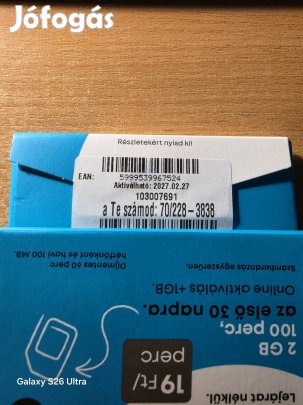 Jófogás
Részletekért nyisd ki!
EAN:
5999539967524
Aktiválható: 2027.02.27
103007691
a Te számod: 70/228-3838
2 GB
100 perc,
az első 30 napra.
Online aktiválás +1GB.
Számhordozás egyszerűen.
Díjmentes 60 perc
hétfőnként és havi 100 MB.
19 Ft/
perc
Lejárat nélkül.
Galaxy S26 Ultra